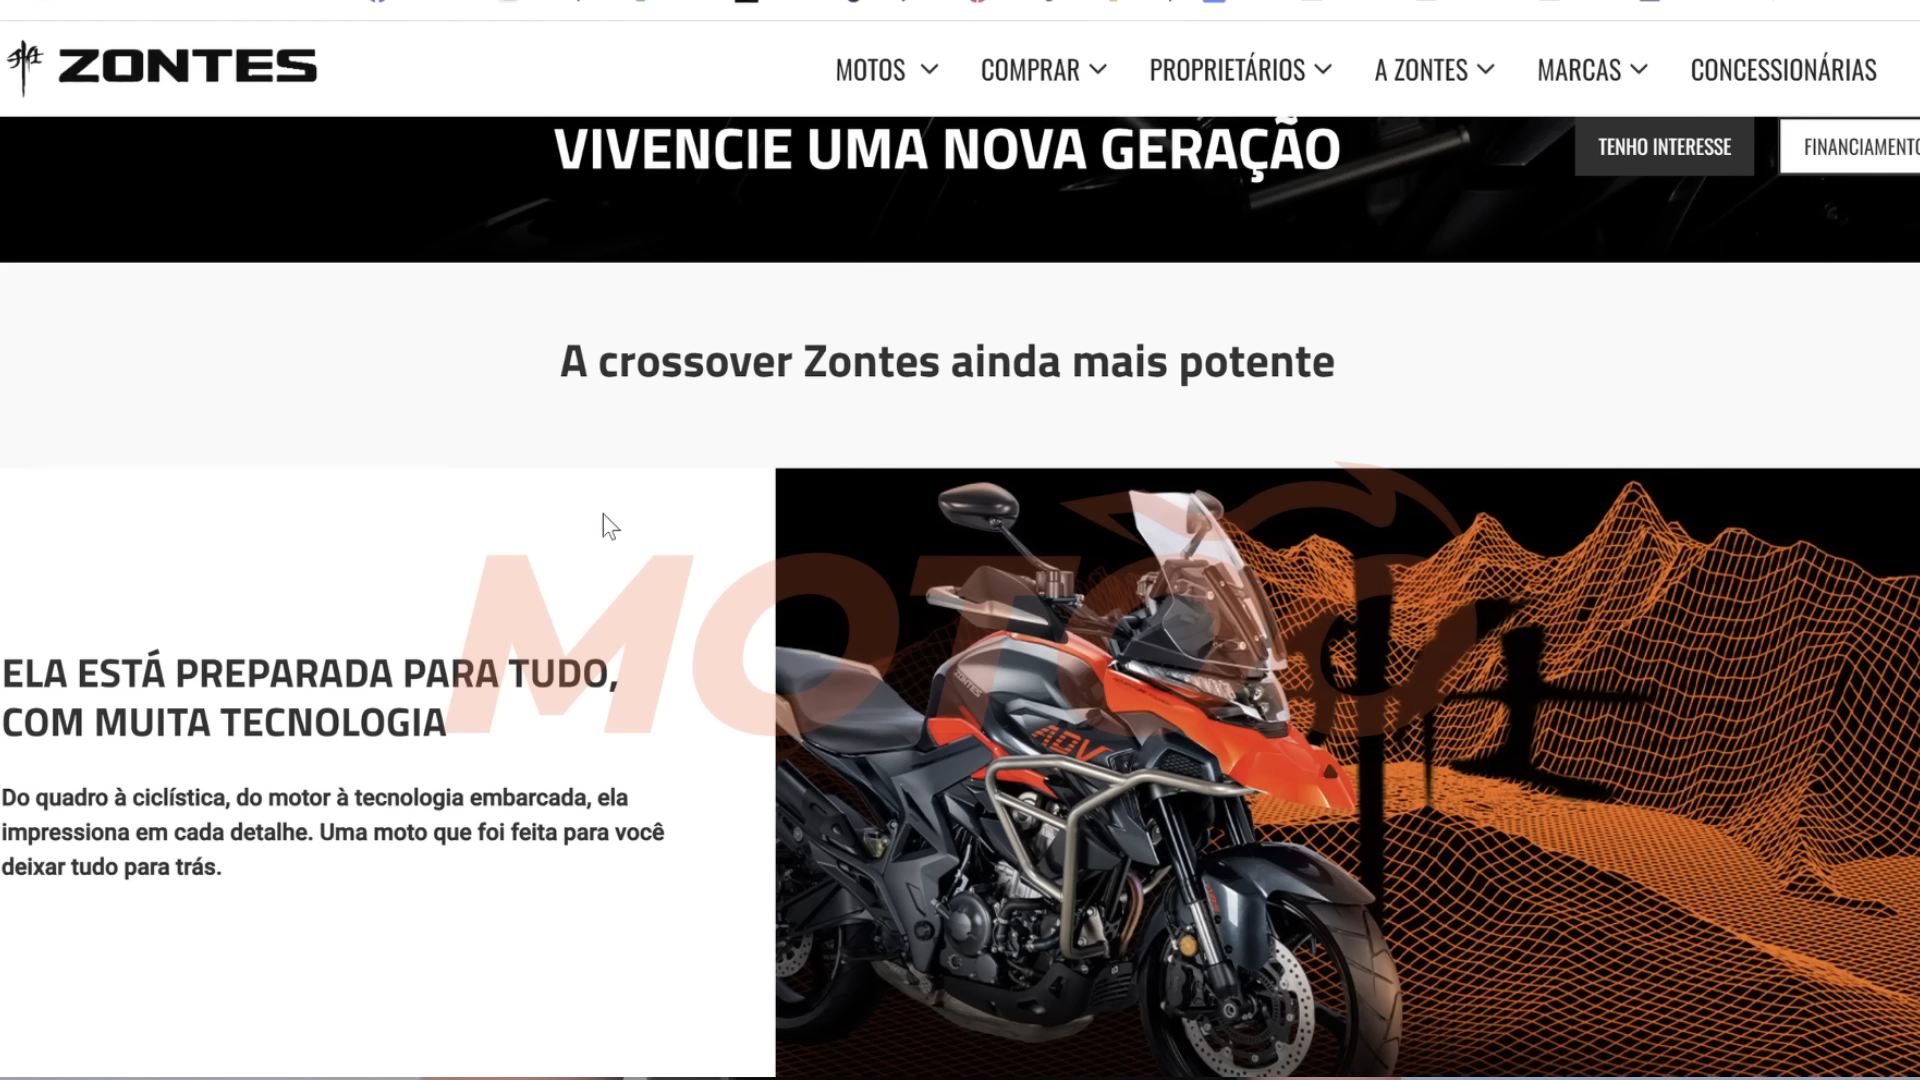 ZONTES
MOTOS
COMPRAR
PROPRIETÁRIOS
A ZONTES
MARCAS
CONCESSIONÁRIAS
VIVENCIE UMA NOVA GERAÇÃO
TENHO INTERESSE
FINANCIAMENTO
A crossover Zontes ainda mais potente
ELA ESTÁ PREPARADA PARA TUDO,
COM MUITA TECNOLOGIA
Do quadro à ciclística, do motor à tecnologia embarcada, ela
impressiona em cada detalhe. Uma moto que foi feita para você
deixar tudo para trás.
MOTOO
ZONTES
ADV